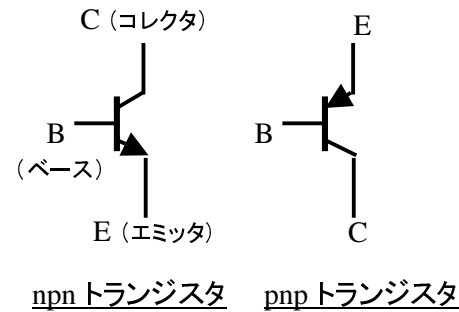 C（コレクタ）
E
B
（ベース）
B
E（エミッタ）
C
npn トランジスタ
pnp トランジスタ